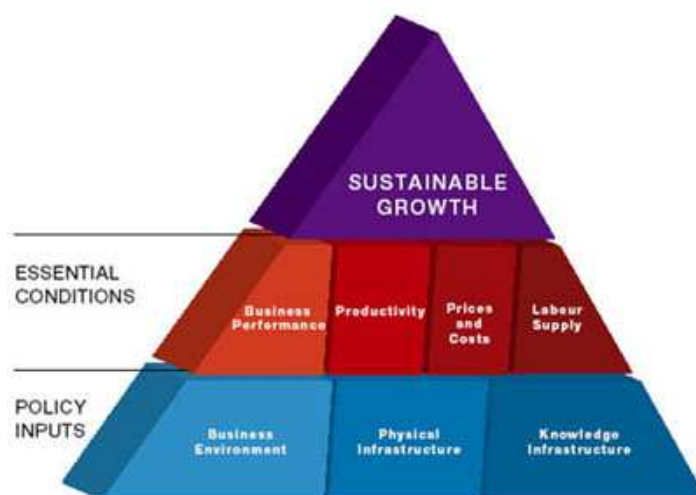 SUSTAINABLE
GROWTH
ESSENTIAL
CONDITIONS
Business
Performance
Productivity
Prices
and
Costs
Labour
Supply
POLICY
INPUTS
Business
Environment
Physical
Infrastructure
Knowledge
Infrastructure